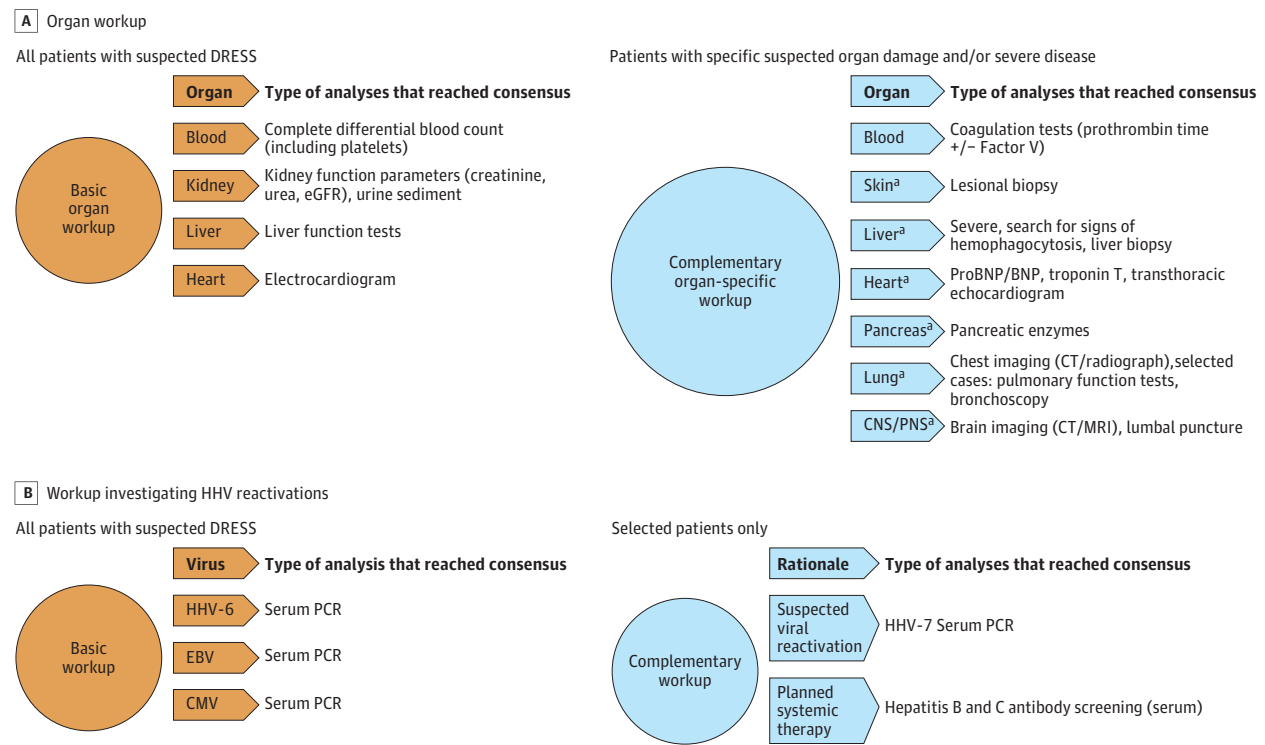 A Organ workup
All patients with suspected DRESS
Basic
organ
workup
Organ
Type of analyses that reached consensus
Blood
Complete differential blood count
(including platelets)
Kidney
Kidney function parameters (creatinine,
urea, eGFR), urine sediment
Liver
Liver function tests
Heart
Electrocardiogram
Patients with specific suspected organ damage and/or severe disease
Complementary
organ-specific
workup
Organ
Type of analyses that reached consensus
Blood
Coagulation tests (prothrombin time
+/− Factor V)
Skinᵃ
Lesional biopsy
Liverᵃ
Severe, search for signs of
hemophagocytosis, liver biopsy
Heartᵃ
ProBNP/BNP, troponin T, transthoracic
echocardiogram
Pancreasᵃ
Pancreatic enzymes
Lungᵃ
Chest imaging (CT/radiograph),selected
cases: pulmonary function tests,
bronchoscopy
CNS/PNSᵃ
Brain imaging (CT/MRI), lumbal puncture
B Workup investigating HHV reactivations
All patients with suspected DRESS
Basic
workup
Virus
Type of analysis that reached consensus
HHV-6
Serum PCR
EBV
Serum PCR
CMV
Serum PCR
Selected patients only
Complementary
workup
Rationale
Type of analyses that reached consensus
Suspected
viral
reactivation
HHV-7 Serum PCR
Planned
systemic
therapy
Hepatitis B and C antibody screening (serum)